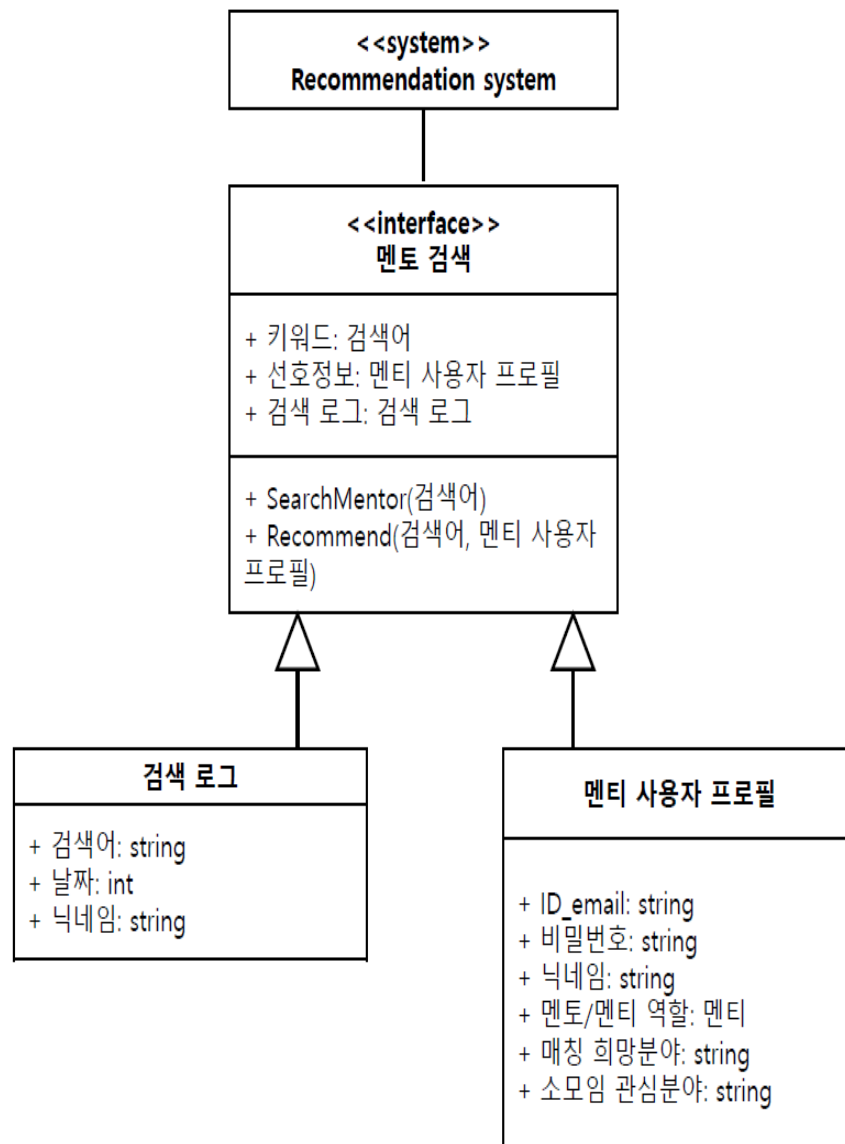 <<system>>
Recommendation system
<<interface>>
멘토 검색
+ 키워드: 검색어
+ 선호정보: 멘티 사용자 프로필
+ 검색 로그: 검색 로그
+ SearchMentor(검색어)
+ Recommend(검색어, 멘티 사용자
프로필)
검색 로그
+ 검색어: string
+ 날짜: int
+ 닉네임: string
멘티 사용자 프로필
+ ID_email: string
+ 비밀번호: string
+ 닉네임: string
+ 멘토/멘티 역할: 멘티
+ 매칭 희망분야: string
+ 소모임 관심분야: string